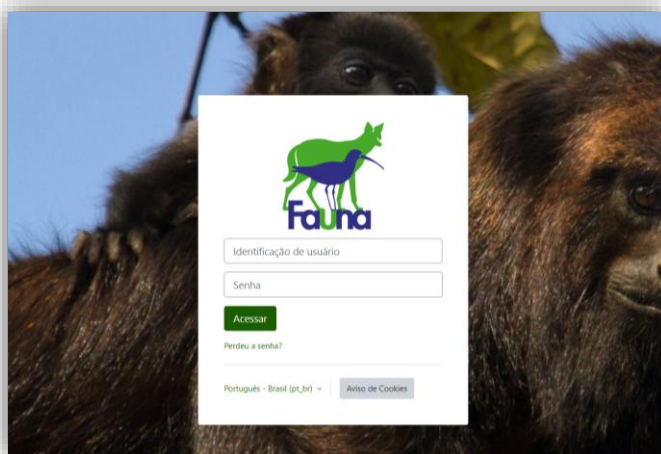 Fauna
Identificação de usuário
Senha
Acessar
Perdeu a senha?
Português - Brasil (pt_br)
Aviso de Cookies